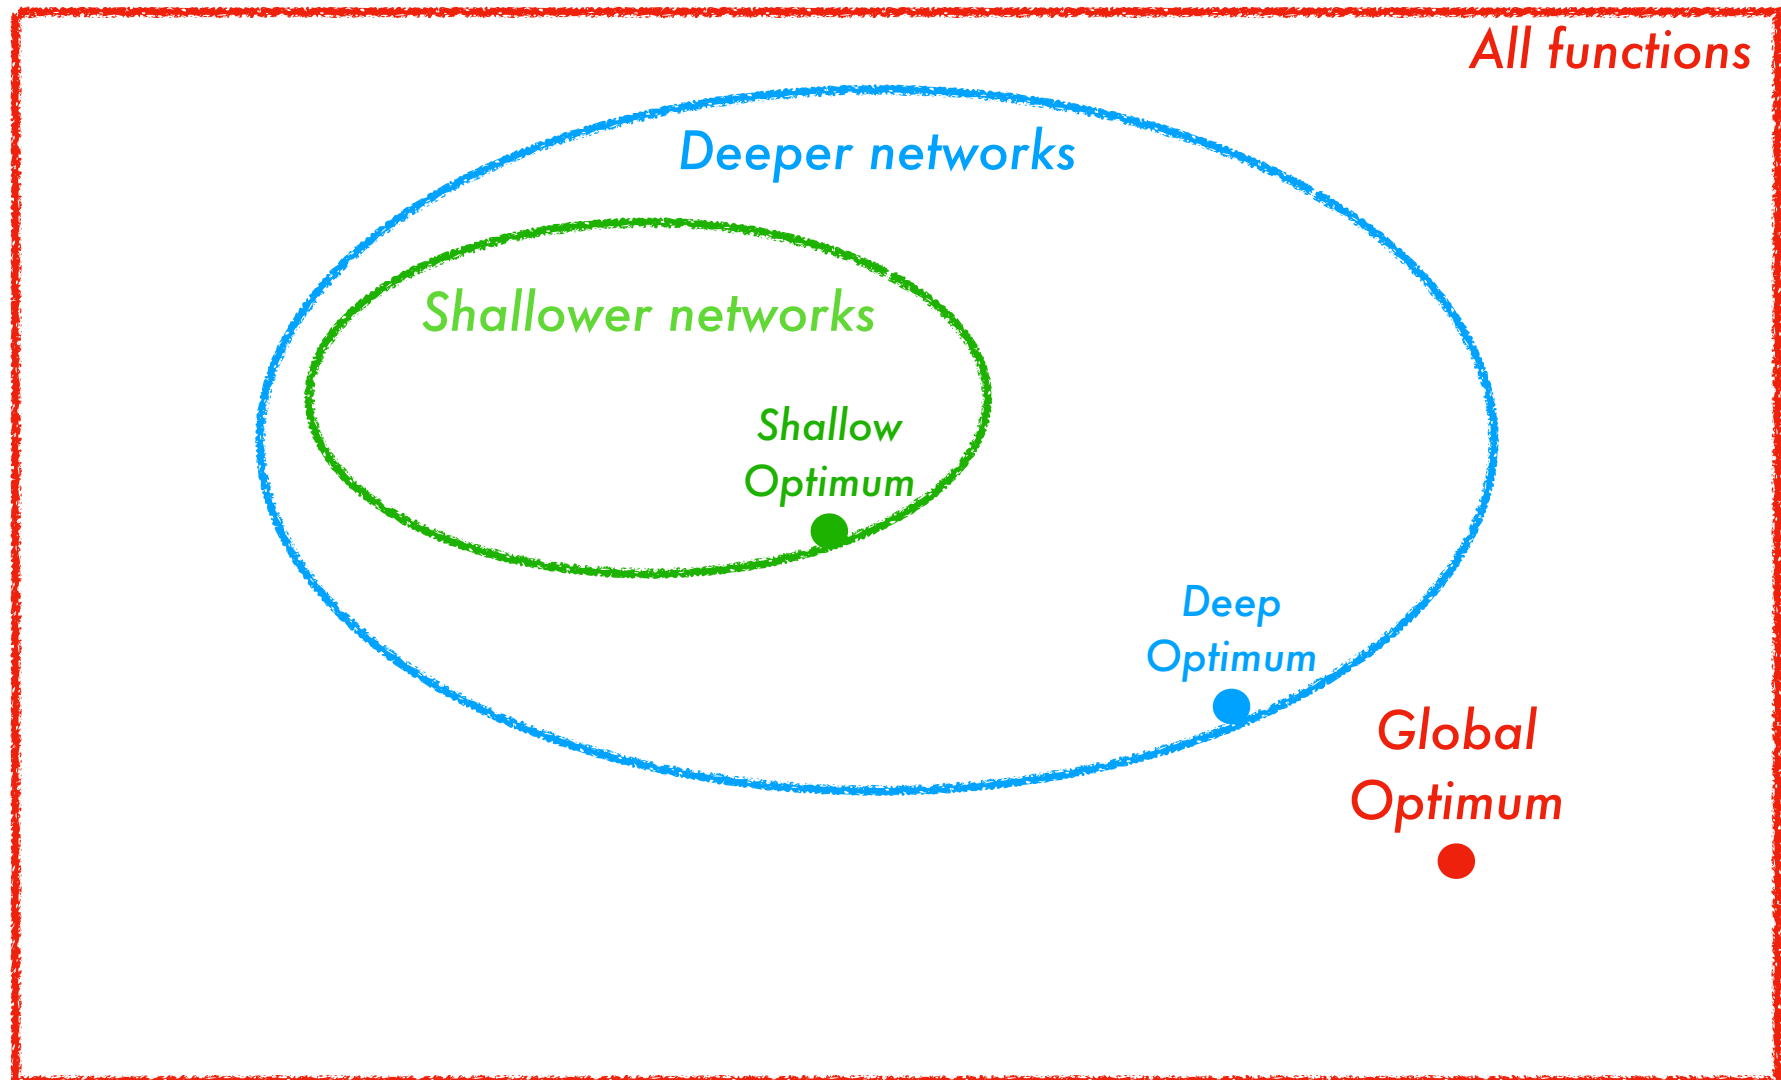 All functions
Deeper networks
Shallower networks
Shallow
Optimum
Deep
Optimum
Global
Optimum